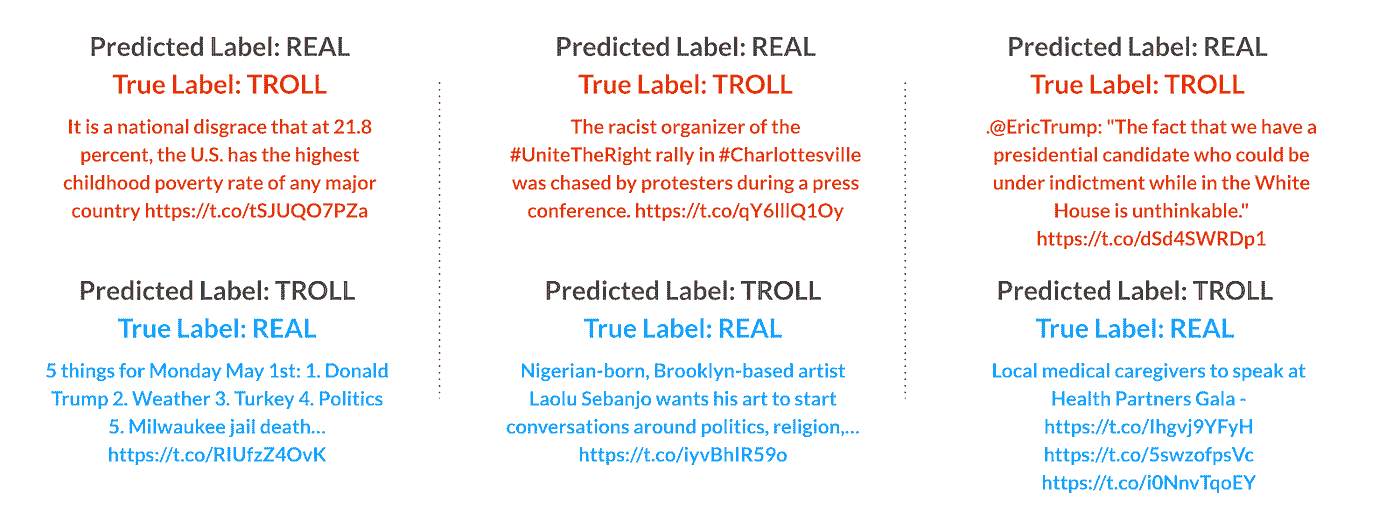 Predicted Label: REAL
True Label: TROLL
It is a national disgrace that at 21.8
percent, the U.S. has the highest
childhood poverty rate of any major
country https://t.co/tSJUQO7PZa
Predicted Label: REAL
True Label: TROLL
The racist organizer of the
#UniteTheRight rally in #Charlottesville
was chased by protesters during a press
conference. https://t.co/qY6lIlQ1Oy
Predicted Label: REAL
True Label: TROLL
.@EricTrump: "The fact that we have a
presidential candidate who could be
under indictment while in the White
House is unthinkable."
https://t.co/dSd4SWRDp1
Predicted Label: TROLL
True Label: REAL
5 things for Monday May 1st: 1. Donald
Trump 2. Weather 3. Turkey 4. Politics
5. Milwaukee jail death...
https://t.co/RIUfzZ4OvK
Predicted Label: TROLL
True Label: REAL
Nigerian-born, Brooklyn-based artist
Laolu Sebanjo wants his art to start
conversations around politics, religion,...
https://t.co/iyvBhIR59o
Predicted Label: TROLL
True Label: REAL
Local medical caregivers to speak at
Health Partners Gala -
https://t.co/Ihgvj9YFyH
https://t.co/5swzofpsVc
https://t.co/i0NnvTqoEY